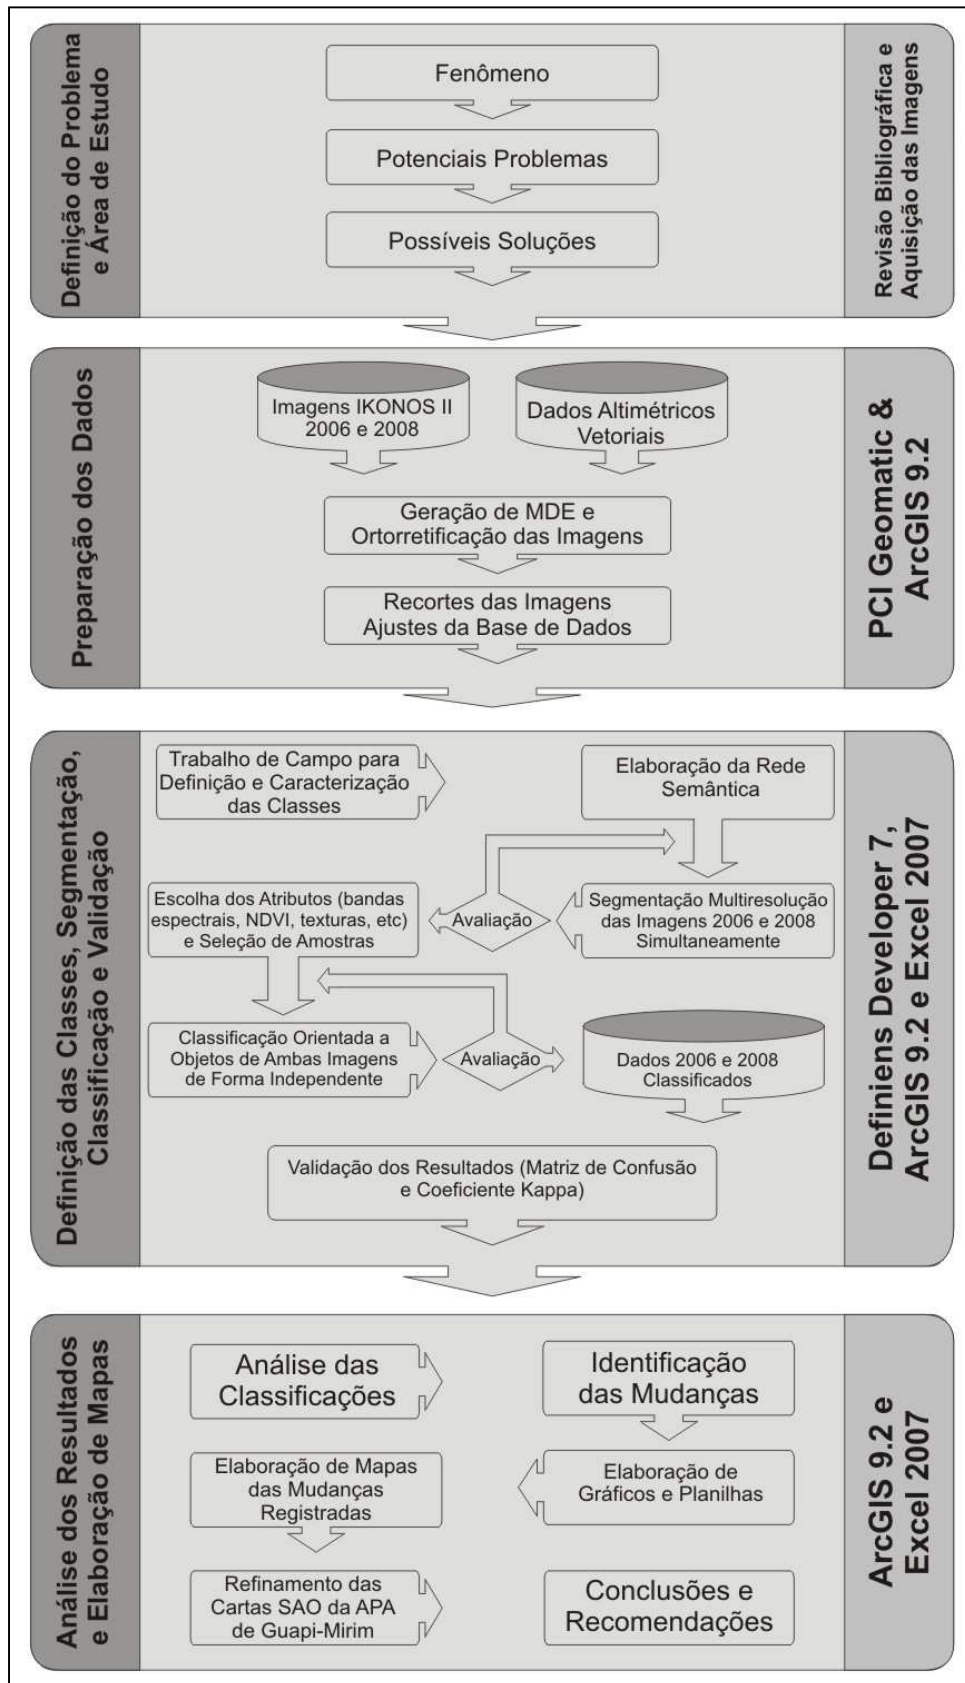 Definição do Problema
e Área de Estudo
Fenômeno
Potenciais Problemas
Possíveis Soluções
Revisão Bibliográfica e
Aquisição das Imagens
Preparação dos Dados
Imagens IKONOS II
2006 e 2008
Dados Altimétricos
Vetoriais
Geração de MDE e
Ortorretificação das Imagens
Recortes das Imagens
Ajustes da Base de Dados
PCI Geomatic &
ArcGIS 9.2
Definição das Classes, Segmentação,
Classificação e Validação
Trabalho de Campo para
Definição e Caracterização
das Classes
Elaboração da Rede
Semântica
Segmentação Multiresolução
das Imagens 2006 e 2008
Simultaneamente
Avaliação
Escolha dos Atributos (bandas
espectrais, NDVI, texturas, etc)
e Seleção de Amostras
Classificação Orientada a
Objetos de Ambas Imagens
de Forma Independente
Avaliação
Dados 2006 e 2008
Classificados
Validação dos Resultados (Matriz de Confusão
e Coeficiente Kappa)
Definiens Developer 7,
ArcGIS 9.2 e Excel 2007
Análise dos Resultados
e Elaboração de Mapas
Análise das
Classificações
Identificação
das Mudanças
Elaboração de
Gráficos e Planilhas
Elaboração de Mapas
das Mudanças
Registradas
Refinamento das
Cartas SAO da APA
de Guapi-Mirim
Conclusões e
Recomendações
ArcGIS 9.2 e
Excel 2007